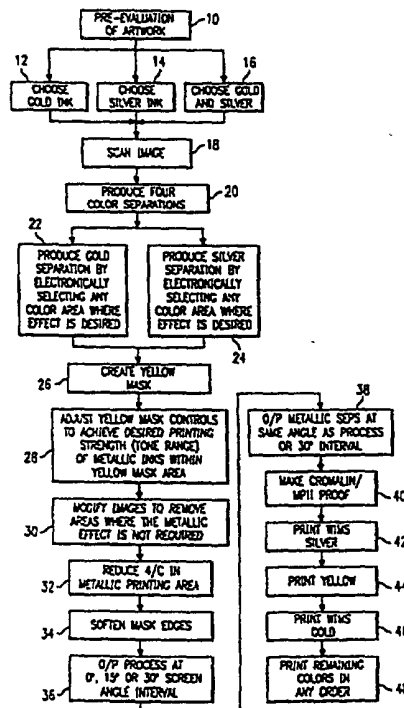 PRE-EVALUATION
OF ARTWORK
10
12
14
16
CHOOSE
GOLD INK
CHOOSE
SILVER INK
CHOOSE GOLD
AND SILVER
SCAN IMAGE
18
PRODUCE FOUR
COLOR SEPARATIONS
20
22
PRODUCE GOLD
SEPARATION BY
ELECTRONICALLY
SELECTING ANY
COLOR AREA WHERE
EFFECT IS DESIRED
PRODUCE SILVER
SEPARATION BY
ELECTRONICALLY
SELECTING ANY
COLOR AREA WHERE
EFFECT IS DESIRED
24
CREATE YELLOW
MASK
26
ADJUST YELLOW MASK CONTROLS
TO ACHIEVE DESIRED PRINTING
STRENGTH (TONE RANGE)
OF METALLIC INKS WITHIN
YELLOW MASK AREA
28
MODIFY IMAGES TO REMOVE
AREAS WHERE THE METALLIC
EFFECT IS NOT REQUIRED
30
REDUCE 4/C IN
METALLIC PRINTING AREA
32
SOFTEN MASK EDGES
34
O/P PROCESS AT
0°, 15° OR 30° SCREEN
ANGLE INTERVAL
36
38
O/P METALLIC SEPS AT
SAME ANGLE AS PROCESS
OR 30° INTERVAL
MAKE CROMALIN/
MPII PROOF
40
PRINT WIMS
SILVER
42
PRINT YELLOW
44
PRINT WIMS
GOLD
46
PRINT REMAINING
COLORS IN
ANY ORDER
48